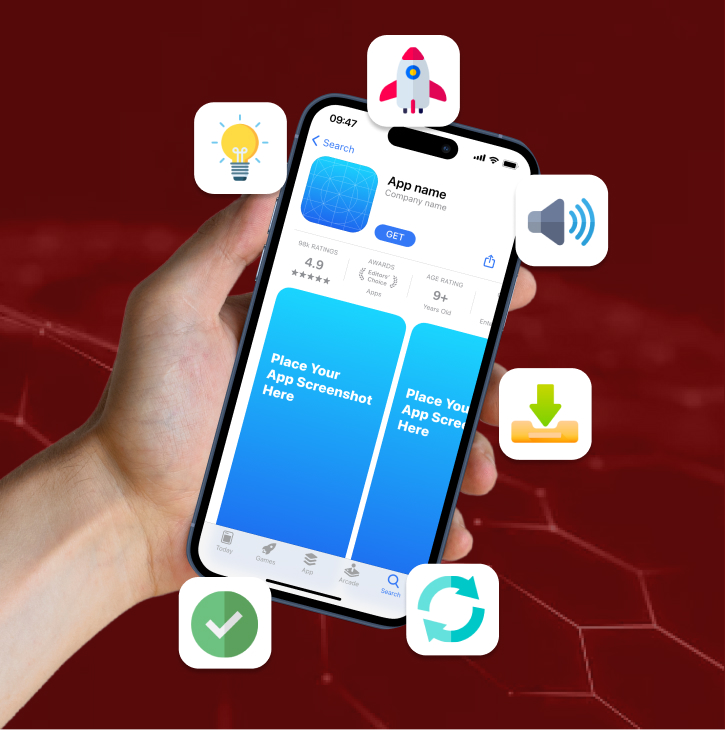 09:47
Search
App name
Company name
GET
98k RATINGS
4.9
AWARDS
Editors'
Choice
Apps
AGE RATING
9+
Years Old
Place Your
App Screenshot
Here
Place You
App Scre
Here
Today
Games
App
Arcade
Search